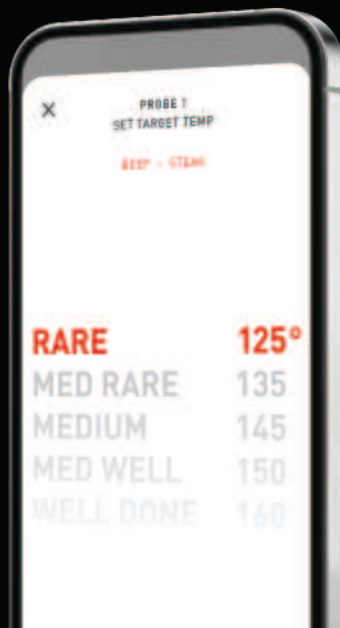 ×
PROBE 1
SET TARGET TEMP
BEEF - STEAK
RARE 125°
MED RARE 135
MEDIUM 145
MED WELL 150
WELL DONE 160